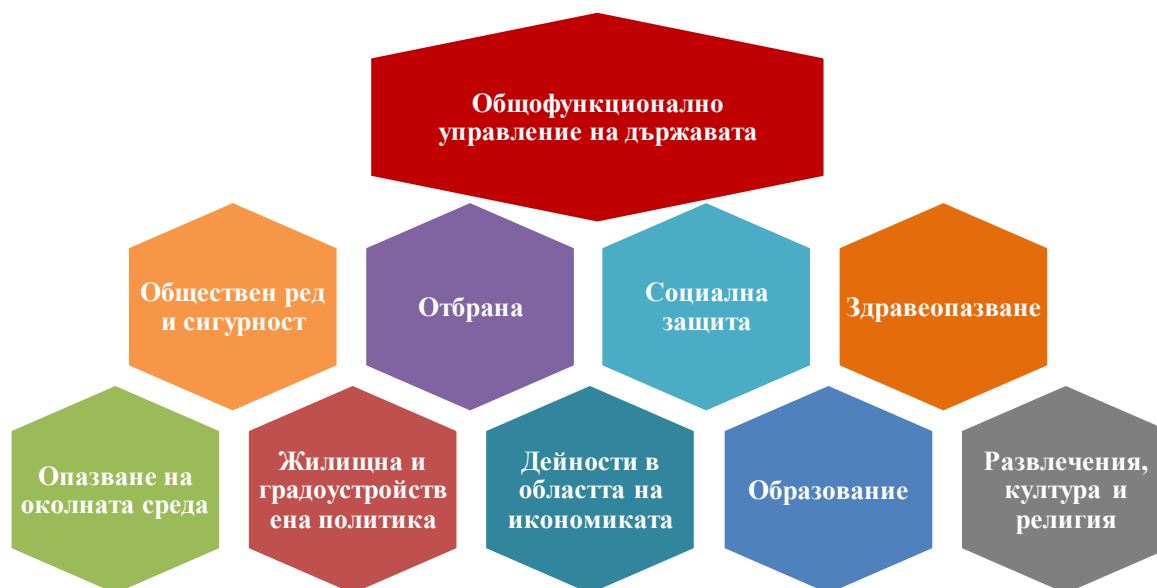 Общофункционално
управление на държавата
Обществен ред
и сигурност
Отбрана
Социална
защита
Здравеопазване
Опазване на
околната среда
Жилищна и
градоустройств
ена политика
Дейности в
областта на
икономиката
Образование
Развлечения,
култура и
религия